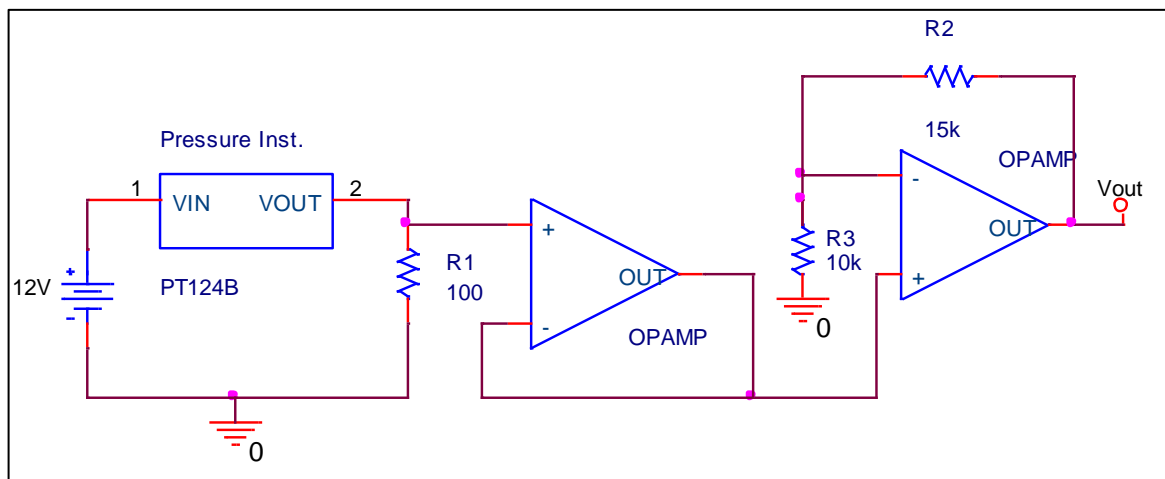 R2
15k
Pressure Inst.
1
VIN
VOUT
2
PT124B
12V
+
-
0
R1
100
+
-
OUT
OPAMP
R3
10k
0
-
+
OUT
OPAMP
Vout